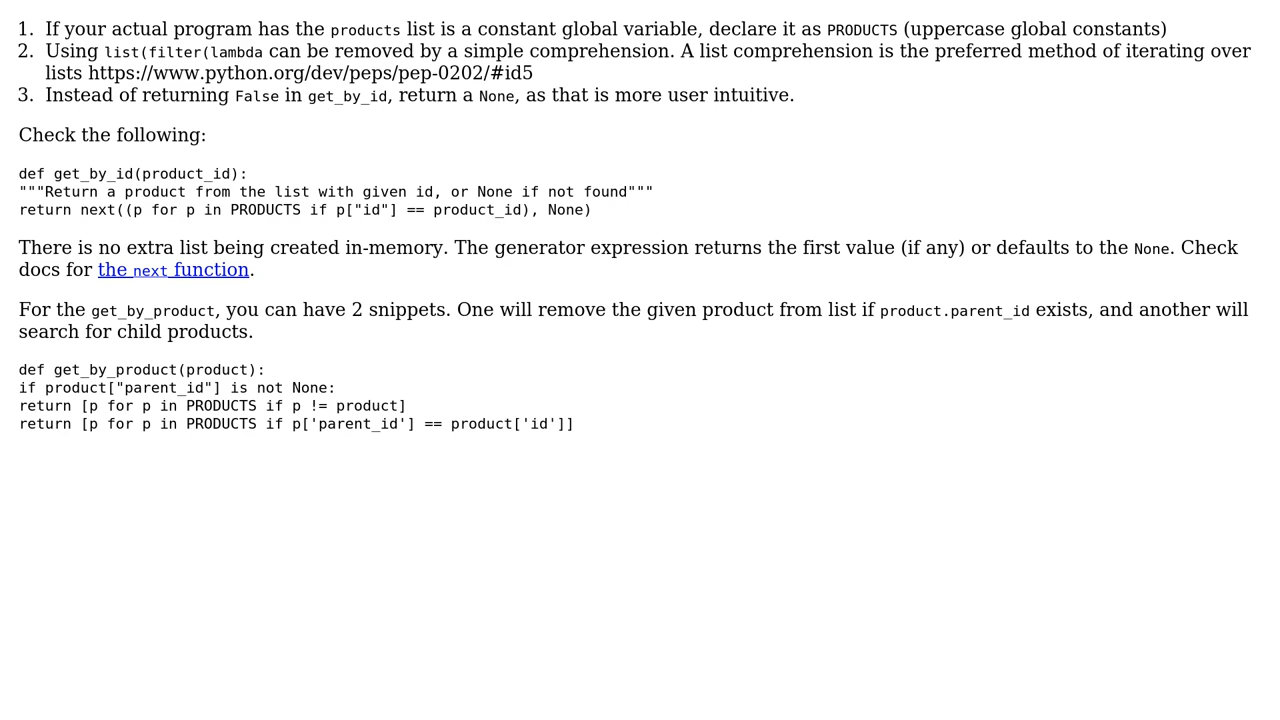 1. If your actual program has the products list is a constant global variable, declare it as PRODUCTS (uppercase global constants)
2. Using list(filter(lambda can be removed by a simple comprehension. A list comprehension is the preferred method of iterating over
lists https://www.python.org/dev/peps/pep-0202/#id5
3. Instead of returning False in get_by_id, return a None, as that is more user intuitive.
Check the following:
def get_by_id(product_id):
"""Return a product from the list with given id, or None if not found"""
return next((p for p in PRODUCTS if p["id"] == product_id), None)
There is no extra list being created in-memory. The generator expression returns the first value (if any) or defaults to the None. Check
docs for the next function.
For the get_by_product, you can have 2 snippets. One will remove the given product from list if product.parent_id exists, and another will
search for child products.
def get_by_product(product):
if product["parent_id"] is not None:
return [p for p in PRODUCTS if p != product]
return [p for p in PRODUCTS if p['parent_id'] == product['id']]